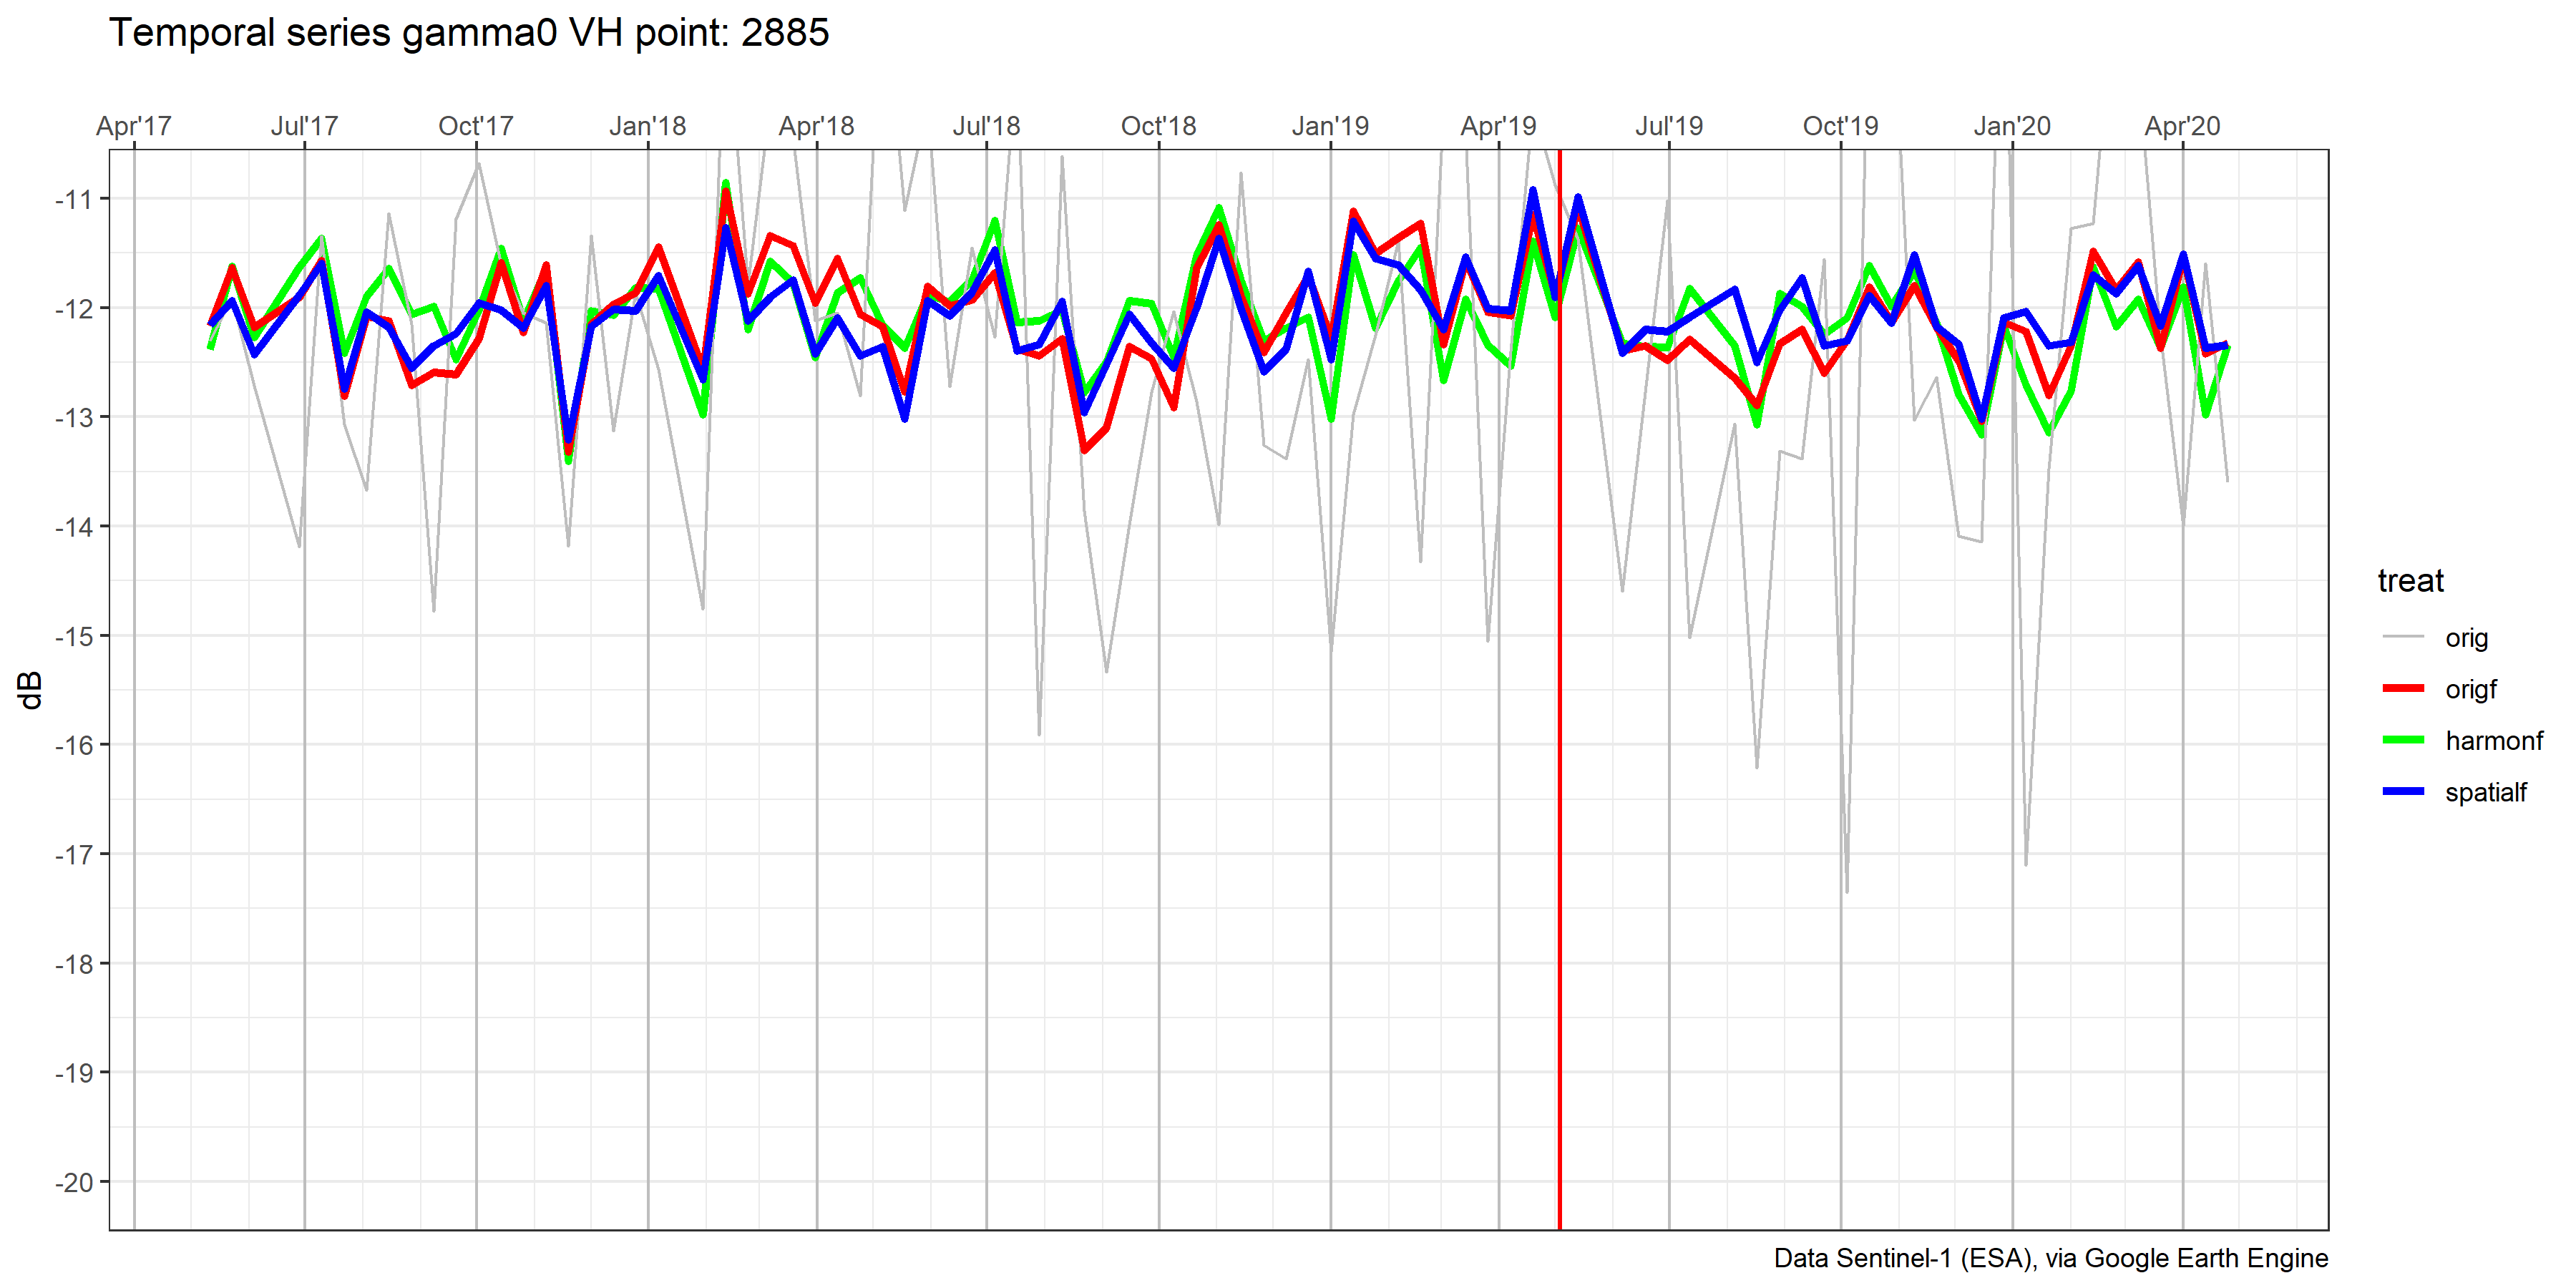 Temporal series gamma0 VH point: 2885
Apr'17 Jul'17 Oct'17 Jan'18 Apr'18 Jul'18 Oct'18 Jan'19 Apr'19 Jul'19 Oct'19 Jan'20 Apr'20
-11
-12
-13
-14
-15
-16
-17
-18
-19
-20
dB
treat
orig
origf
harmonf
spatialf
Data Sentinel-1 (ESA), via Google Earth Engine